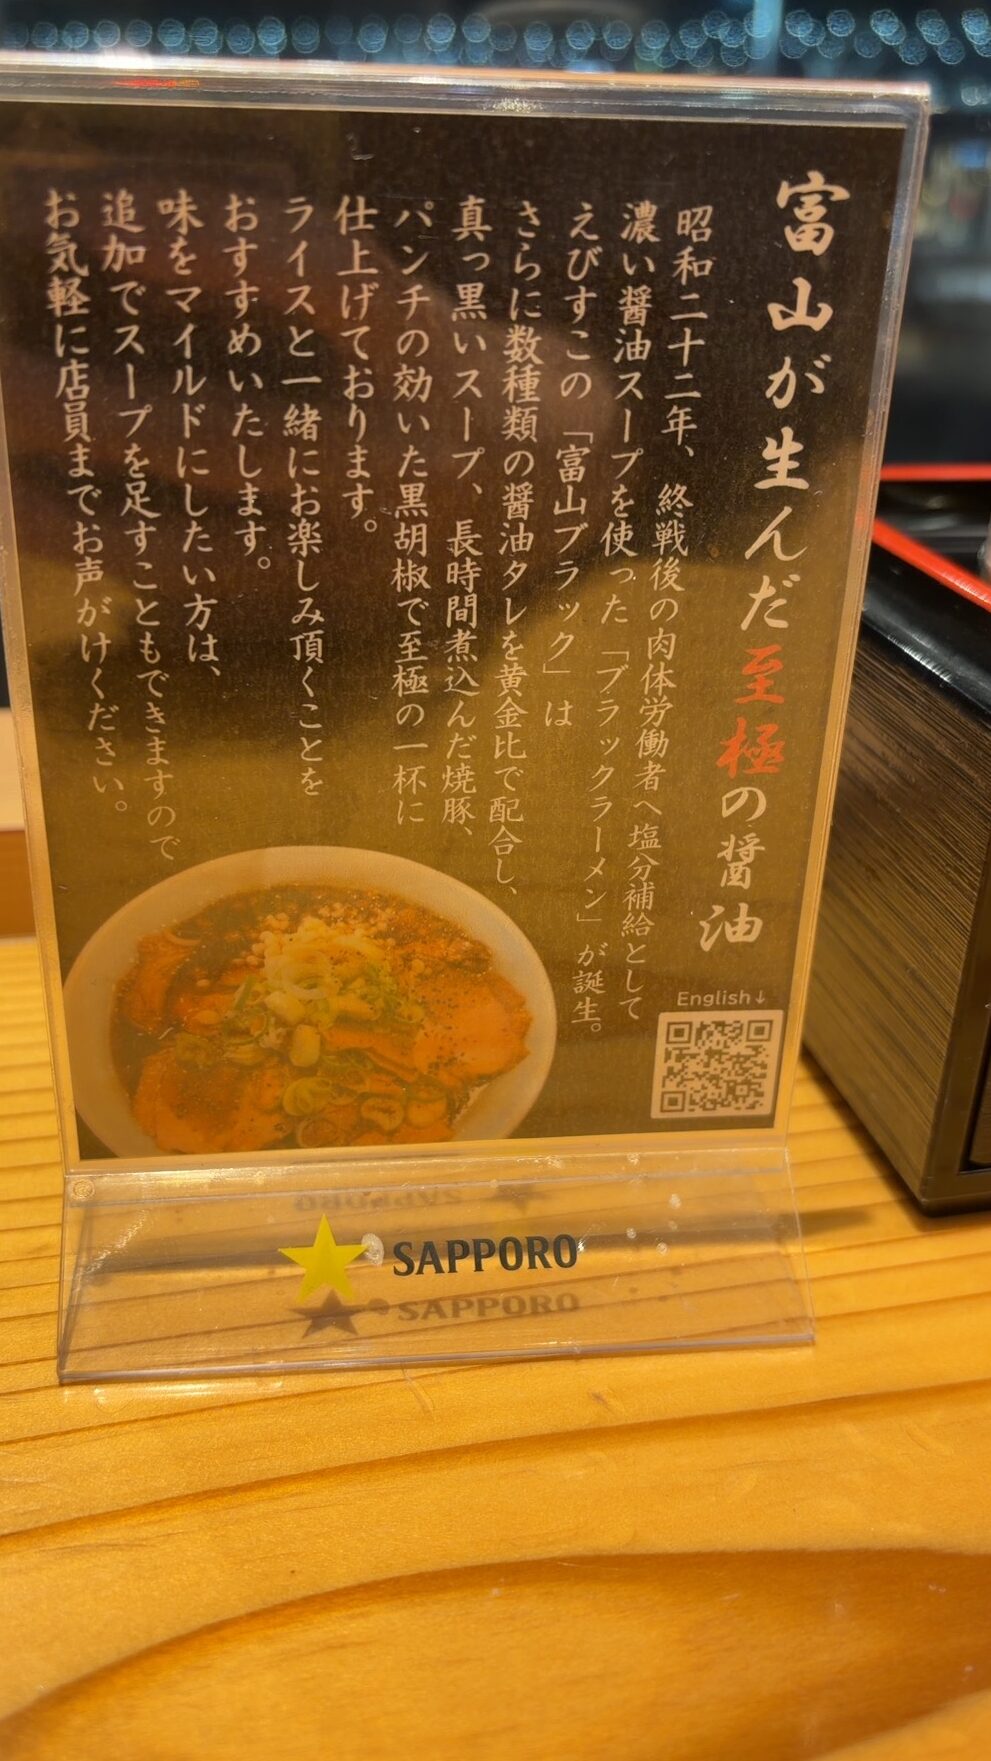 富山が生んだ至極の醤油
昭和二十二年、終戦後の肉体労働者へ塩分補給として
濃い醤油スープを使った「ブラックラーメン」が誕生。
えびすこの「富山ブラック」は
さらに数種類の醤油タレを黄金比で配合し、
真っ黒いスープ、長時間煮込んだ焼豚、
パンチの効いた黒胡椒で至極の一杯に
仕上げております。
ライスと一緒にお楽しみ頂くことを
おすすめいたします。
味をマイルドにしたい方は、
追加でスープを足すこともできますので
お気軽に店員までお声がけください。
English↓
SAPPORO